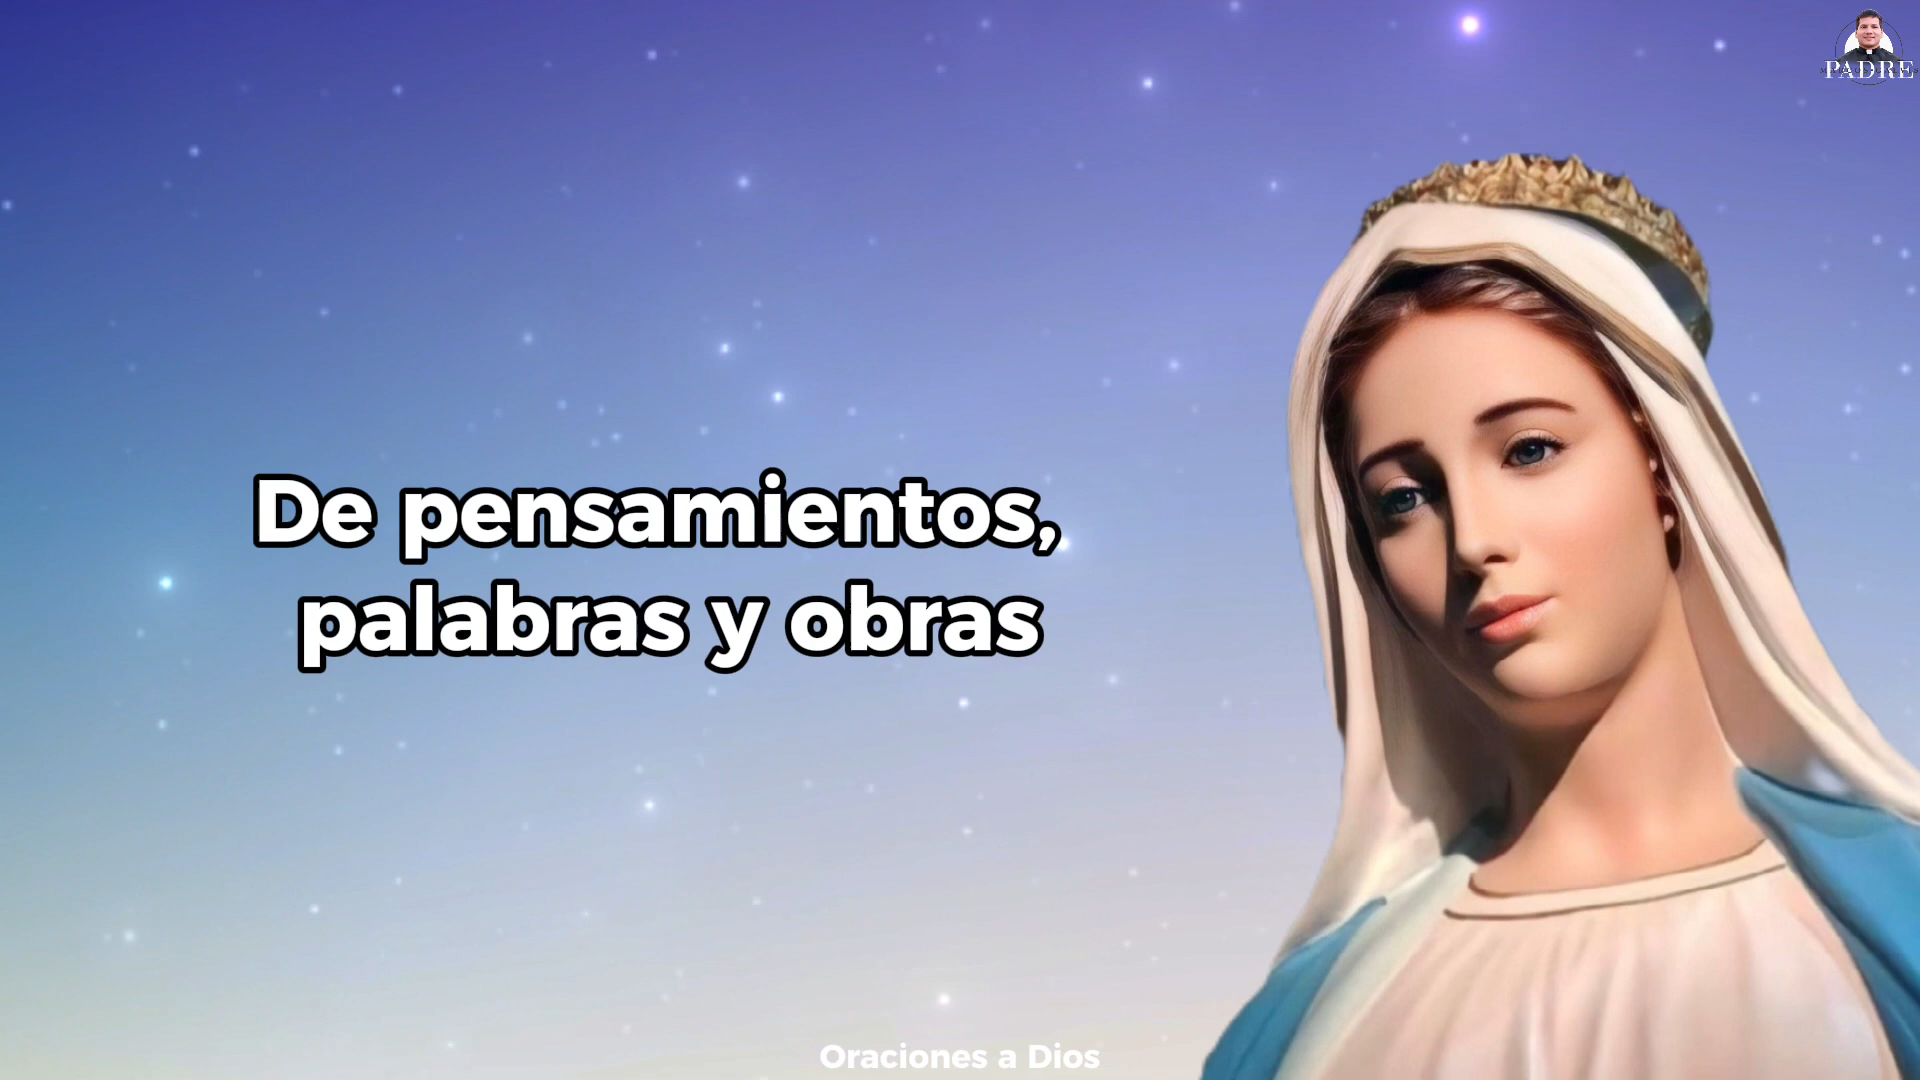 PADRE
De pensamientos,
palabras y obras
Oraciones a Dios